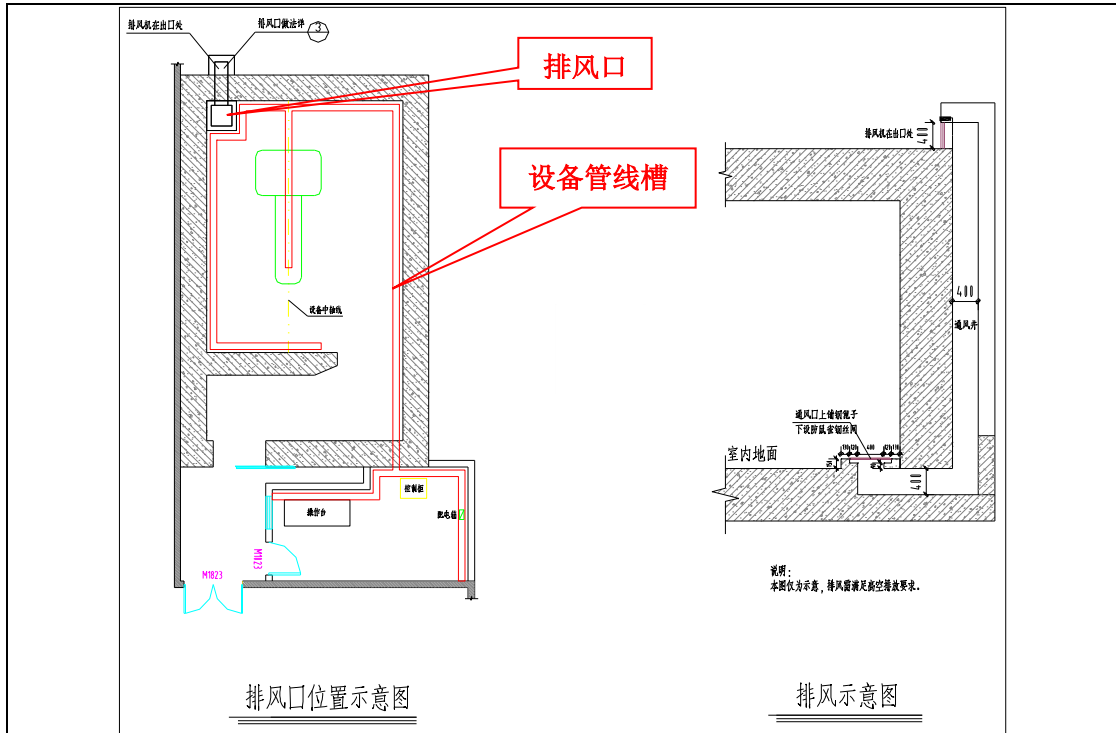 排风机在出口处
排风口做法详
3
排风口
设备管线槽
设备中轴线
控制柜
操作台
配电箱
M1023
M1823
排风口位置示意图
排风机在出口处
400
400
通风井
通风口上铺钢篦子
下设防鼠密钢丝网
室内地面
400
400
说明：
本图仅为示意，排风需满足高空排放要求。
排风示意图